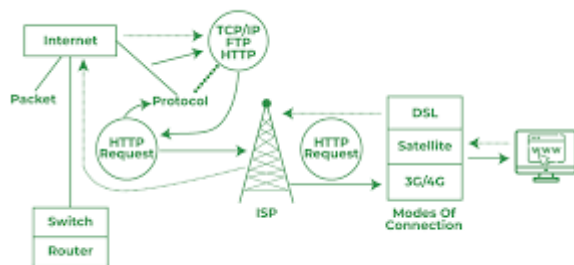 Internet
TCP/IP
FTP
HTTP
Packet
Protocol
HTTP
Request
ISP
HTTP
Request
DSL
Satellite
3G/4G
Modes Of
Connection
WWW
Switch
Router